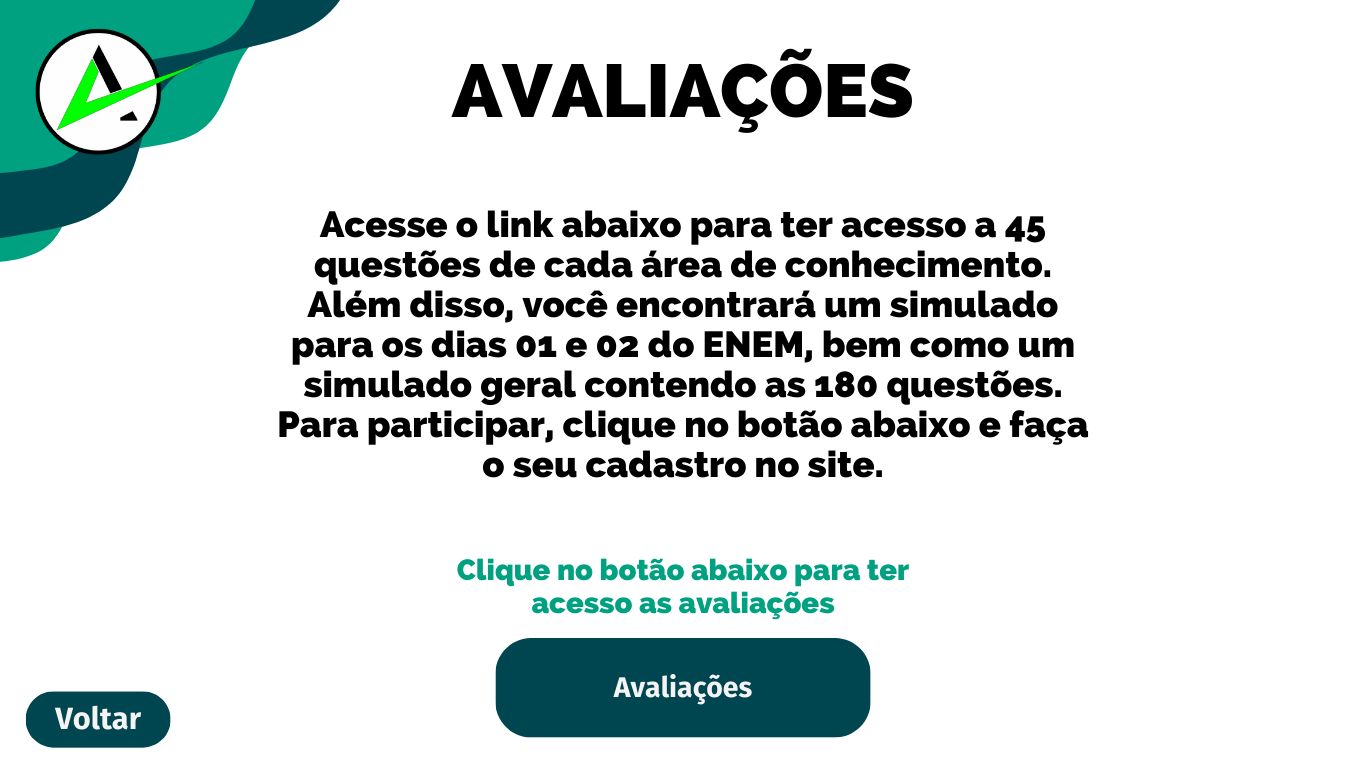 AVALIAÇÕES
Acesse o link abaixo para ter acesso a 45
questões de cada área de conhecimento.
Além disso, você encontrará um simulado
para os dias 01 e 02 do ENEM, bem como um
simulado geral contendo as 180 questões.
Para participar, clique no botão abaixo e faça
o seu cadastro no site.
Clique no botão abaixo para ter
acesso as avaliações
Avaliações
Voltar